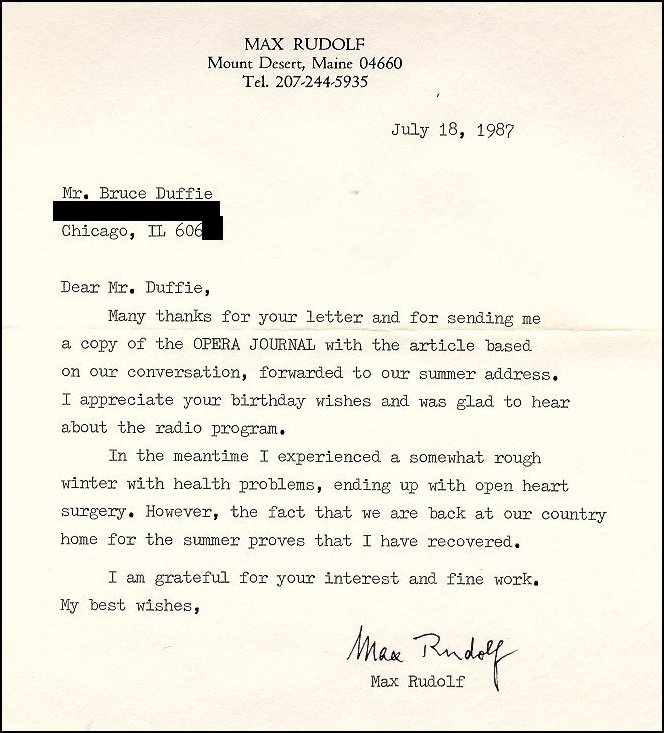 MAX RUDOLF
Mount Desert, Maine 04660
Tel. 207-244-5935
July 18, 1987
Mr. Bruce Duffie
Chicago, IL 606
Dear Mr. Duffie,
Many thanks for your letter and for sending me
a copy of the OPERA JOURNAL with the article based
on our conversation, forwarded to our summer address.
I appreciate your birthday wishes and was glad to hear
about the radio program.
In the meantime I experienced a somewhat rough
winter with health problems, ending up with open heart
surgery. However, the fact that we are back at our country
home for the summer proves that I have recovered.
I am grateful for your interest and fine work.
My best wishes,
Max Rudolf
Max Rudolf